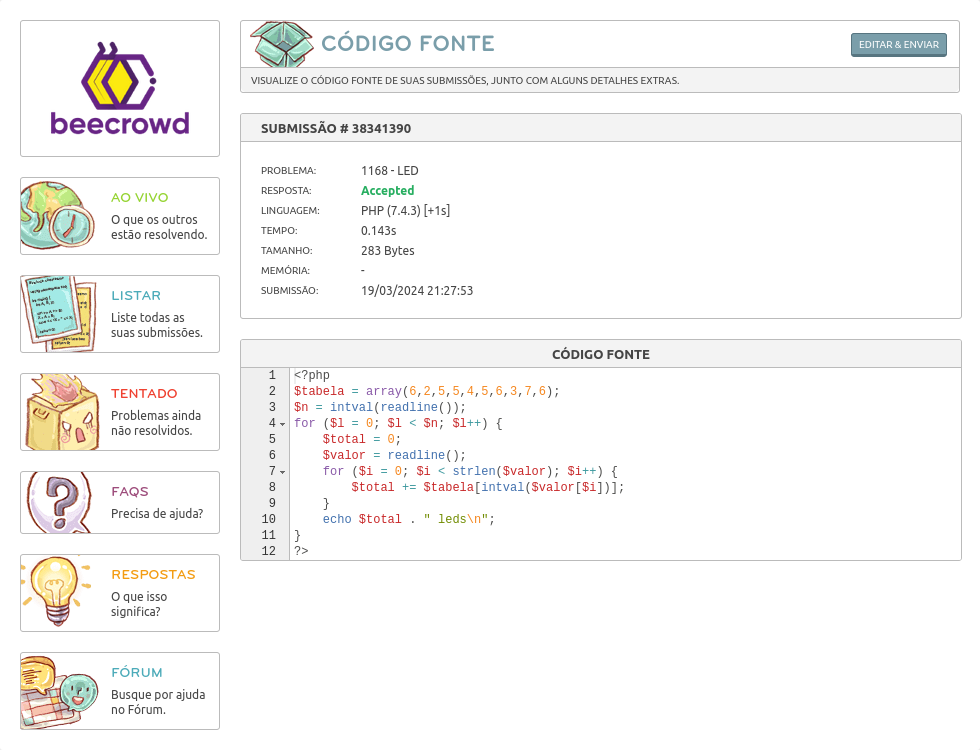 beecrowd
AO VIVO
O que os outros
estão resolvendo.
LISTAR
Liste todas as
suas submissões.
TENTADO
Problemas ainda
não resolvidos.
FAQS
Precisa de ajuda?
RESPOSTAS
O que isso
significa?
FÓRUM
Busque por ajuda
no Fórum.
CÓDIGO FONTE
EDITAR & ENVIAR
VISUALIZE O CÓDIGO FONTE DE SUAS SUBMISSÕES, JUNTO COM ALGUNS DETALHES EXTRAS.
SUBMISSÃO # 38341390
PROBLEMA: 1168 - LED
RESPOSTA: Accepted
LINGUAGEM: PHP (7.4.3) [+1s]
TEMPO: 0.143s
TAMANHO: 283 Bytes
MEMÓRIA: -
SUBMISSÃO: 19/03/2024 21:27:53
CÓDIGO FONTE
1 <?php
2 $tabela = array(6,2,5,5,4,5,6,3,7,6);
3 $n = intval(readline());
4 for ($l = 0; $l < $n; $l++) {
5     $total = 0;
6     $valor = readline();
7     for ($i = 0; $i < strlen($valor); $i++) {
8         $total += $tabela[intval($valor[$i])];
9     }
10     echo $total . " leds\n";
11 }
12 ?>